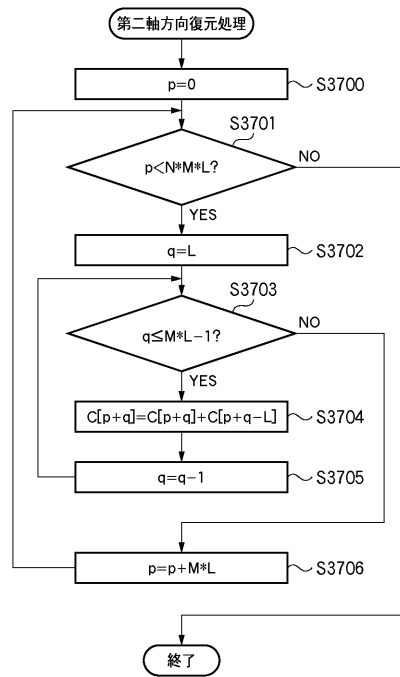 第二軸方向復元処理
p=0
S3700
S3701
p<N*M*L?
NO
YES
q=L
S3702
S3703
q≦M*L-1?
NO
YES
C[p+q]=C[p+q]+C[p+q-L]
S3704
q=q-1
S3705
p=p+M*L
S3706
終了